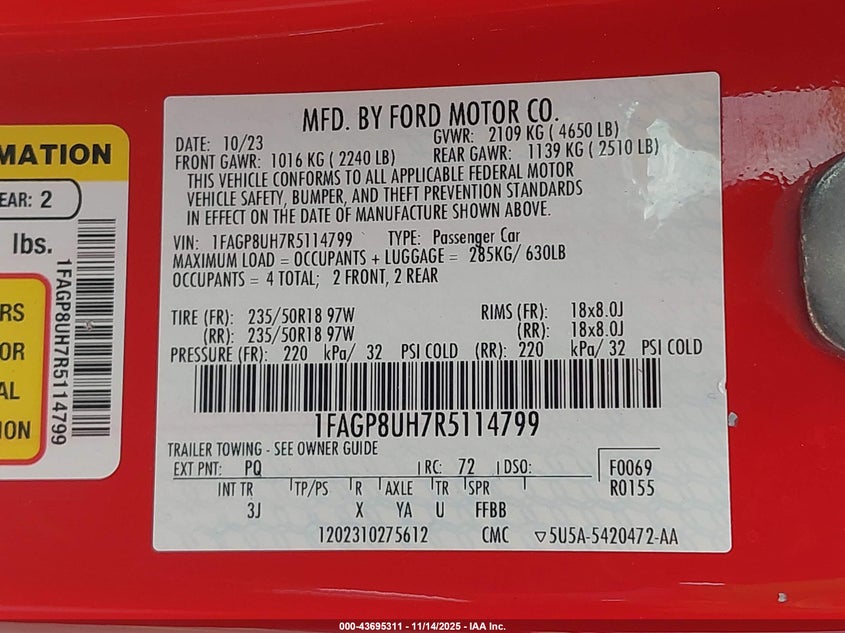 MATION
EAR: 2
lbs.
1FAGP8UH7R5114799
RS
OR
AL
ION
MFD. BY FORD MOTOR CO.
DATE: 10/23 GVWR: 2109 KG ( 4650 LB)
FRONT GAWR: 1016 KG ( 2240 LB) REAR GAWR: 1139 KG ( 2510 LB)
THIS VEHICLE CONFORMS TO ALL APPLICABLE FEDERAL MOTOR
VEHICLE SAFETY, BUMPER, AND THEFT PREVENTION STANDARDS
IN EFFECT ON THE DATE OF MANUFACTURE SHOWN ABOVE.
VIN: 1FAGP8UH7R5114799 TYPE: Passenger Car
MAXIMUM LOAD = OCCUPANTS + LUGGAGE = 285KG/ 630LB
OCCUPANTS = 4 TOTAL; 2 FRONT, 2 REAR
TIRE (FR): 235/50R18 97W RIMS (FR): 18x8.0J
(RR): 235/50R18 97W (RR): 18x8.0J
PRESSURE (FR): 220 kPa/ 32 PSI COLD (RR): 220 kPa/ 32 PSI COLD
1FAGP8UH7R5114799
TRAILER TOWING - SEE OWNER GUIDE
EXT PNT: PQ RC: 72 DSO: F0069
INT TR TP/PS R AXLE TR SPR R0155
3J X YA U FFBB
1202310275612 CMC ▽5U5A-5420472-AA
000-43695311 - 11/14/2025 - IAA Inc.